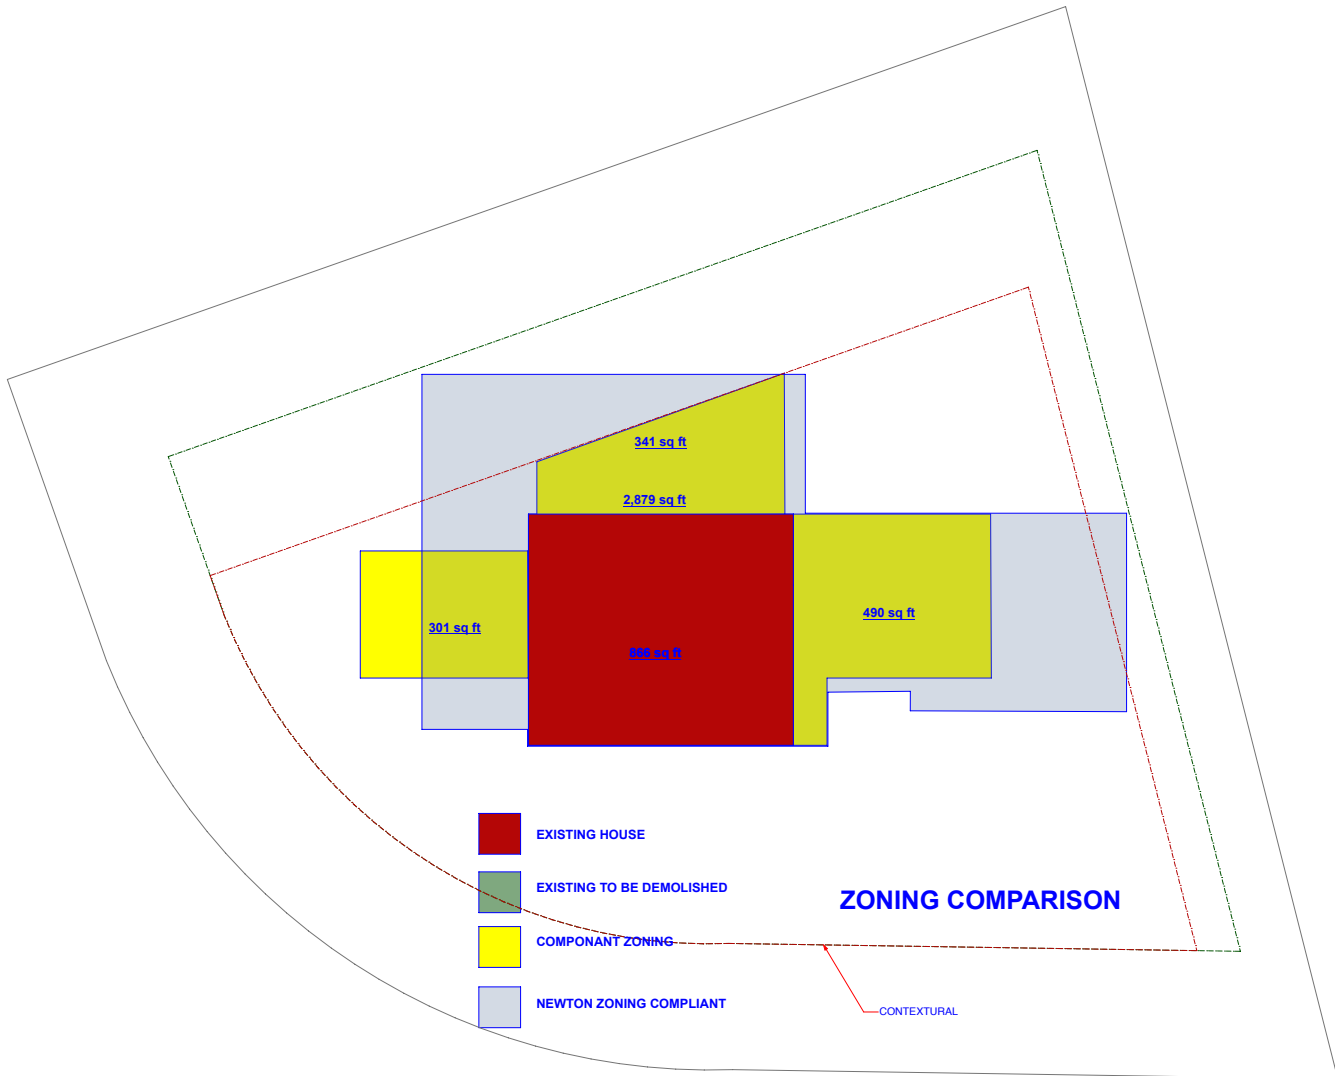 341 sq ft
2,879 sq ft
490 sq ft
301 sq ft
866 sq ft
EXISTING HOUSE
EXISTING TO BE DEMOLISHED
ZONING COMPARISON
COMPONANT ZONING
NEWTON ZONING COMPLIANT
CONTEXTURAL